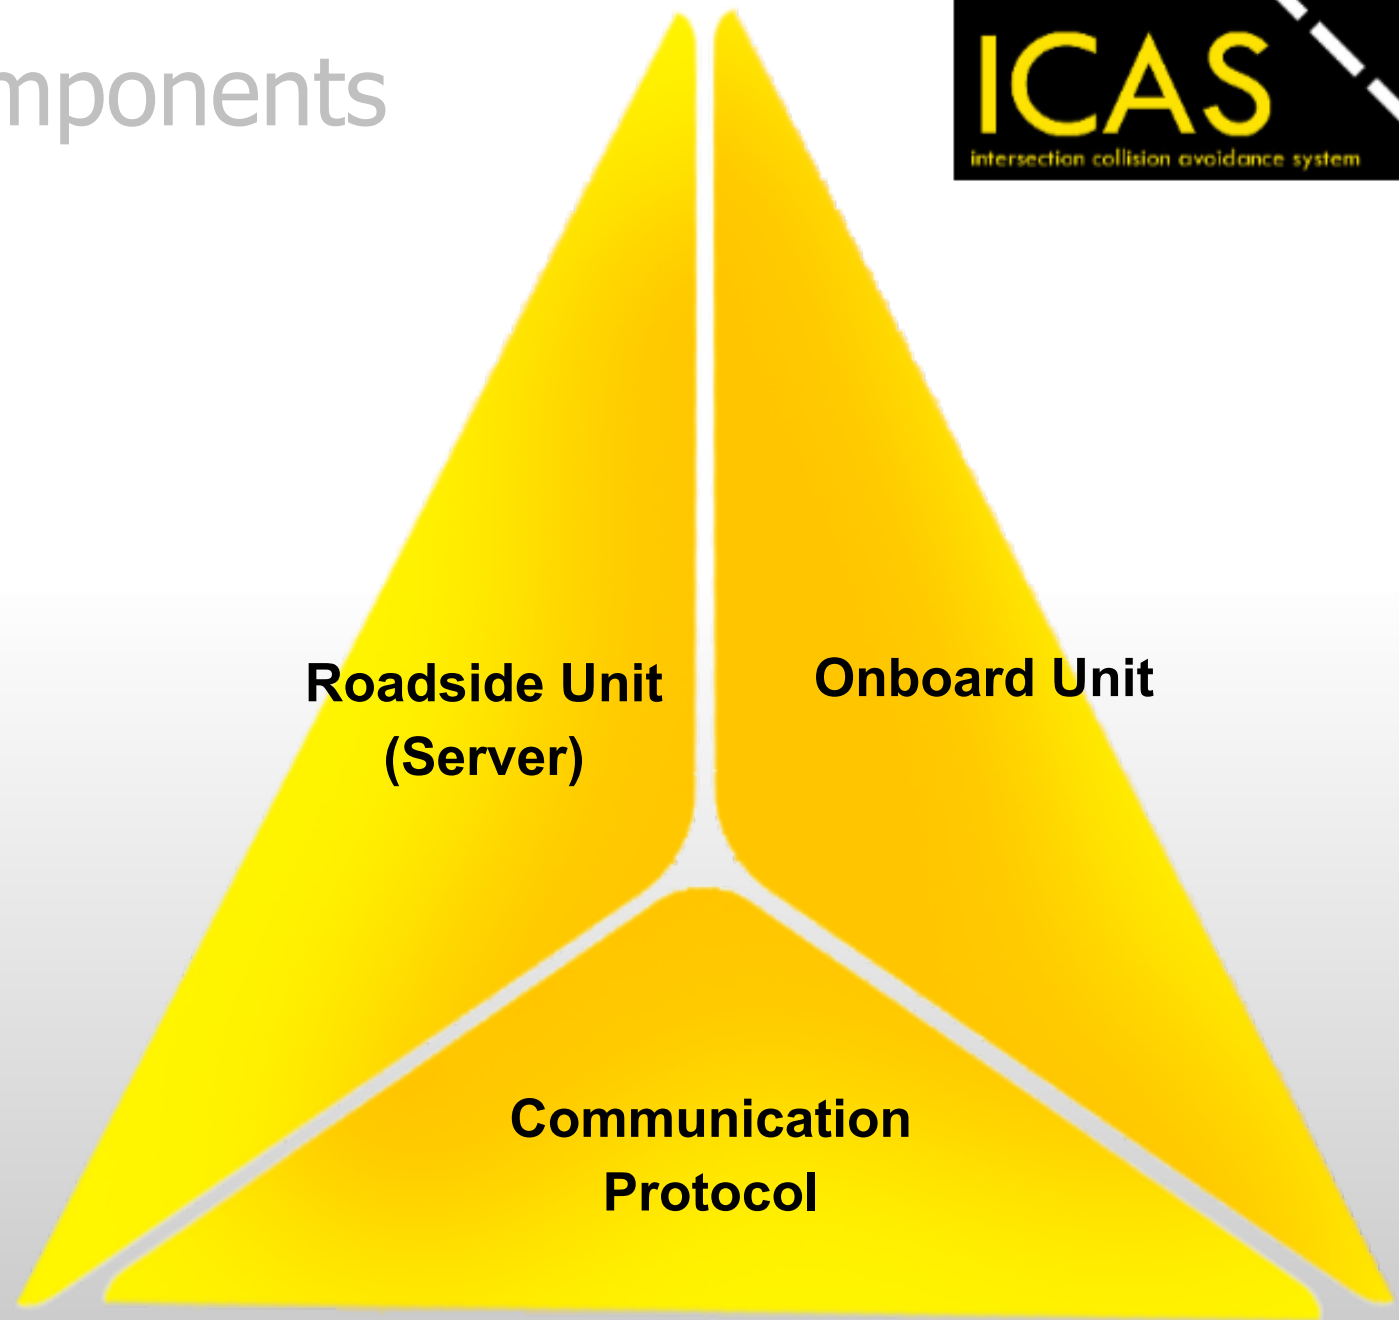 mponents
ICAS
intersection collision avoidance system
Roadside Unit
(Server)
Onboard Unit
Communication
Protocol